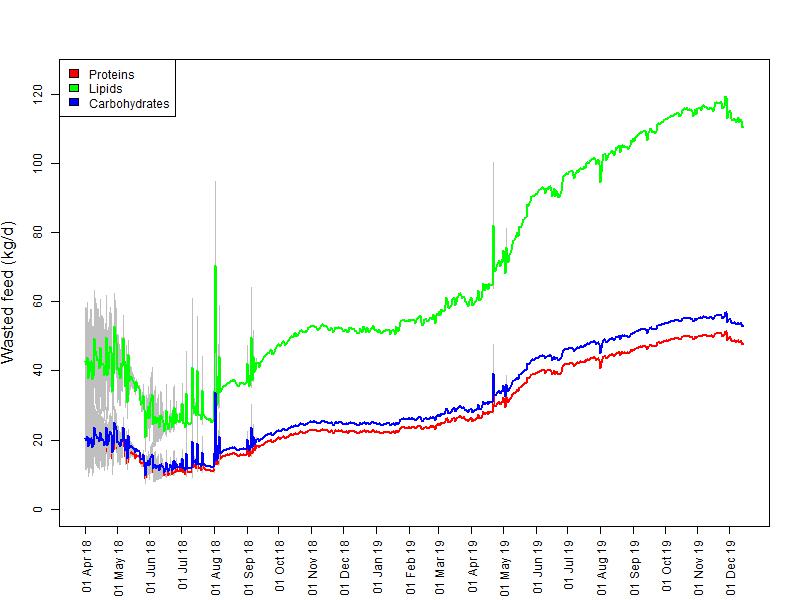 Proteins
Lipids
Carbohydrates
Wasted feed (kg/d)
120
100
80
60
40
20
0
01 Apr 18
01 May 18
01 Jun 18
01 Jul 18
01 Aug 18
01 Sep 18
01 Oct 18
01 Nov 18
01 Dec 18
01 Jan 19
01 Feb 19
01 Mar 19
01 Apr 19
01 May 19
01 Jun 19
01 Jul 19
01 Aug 19
01 Sep 19
01 Oct 19
01 Nov 19
01 Dec 19